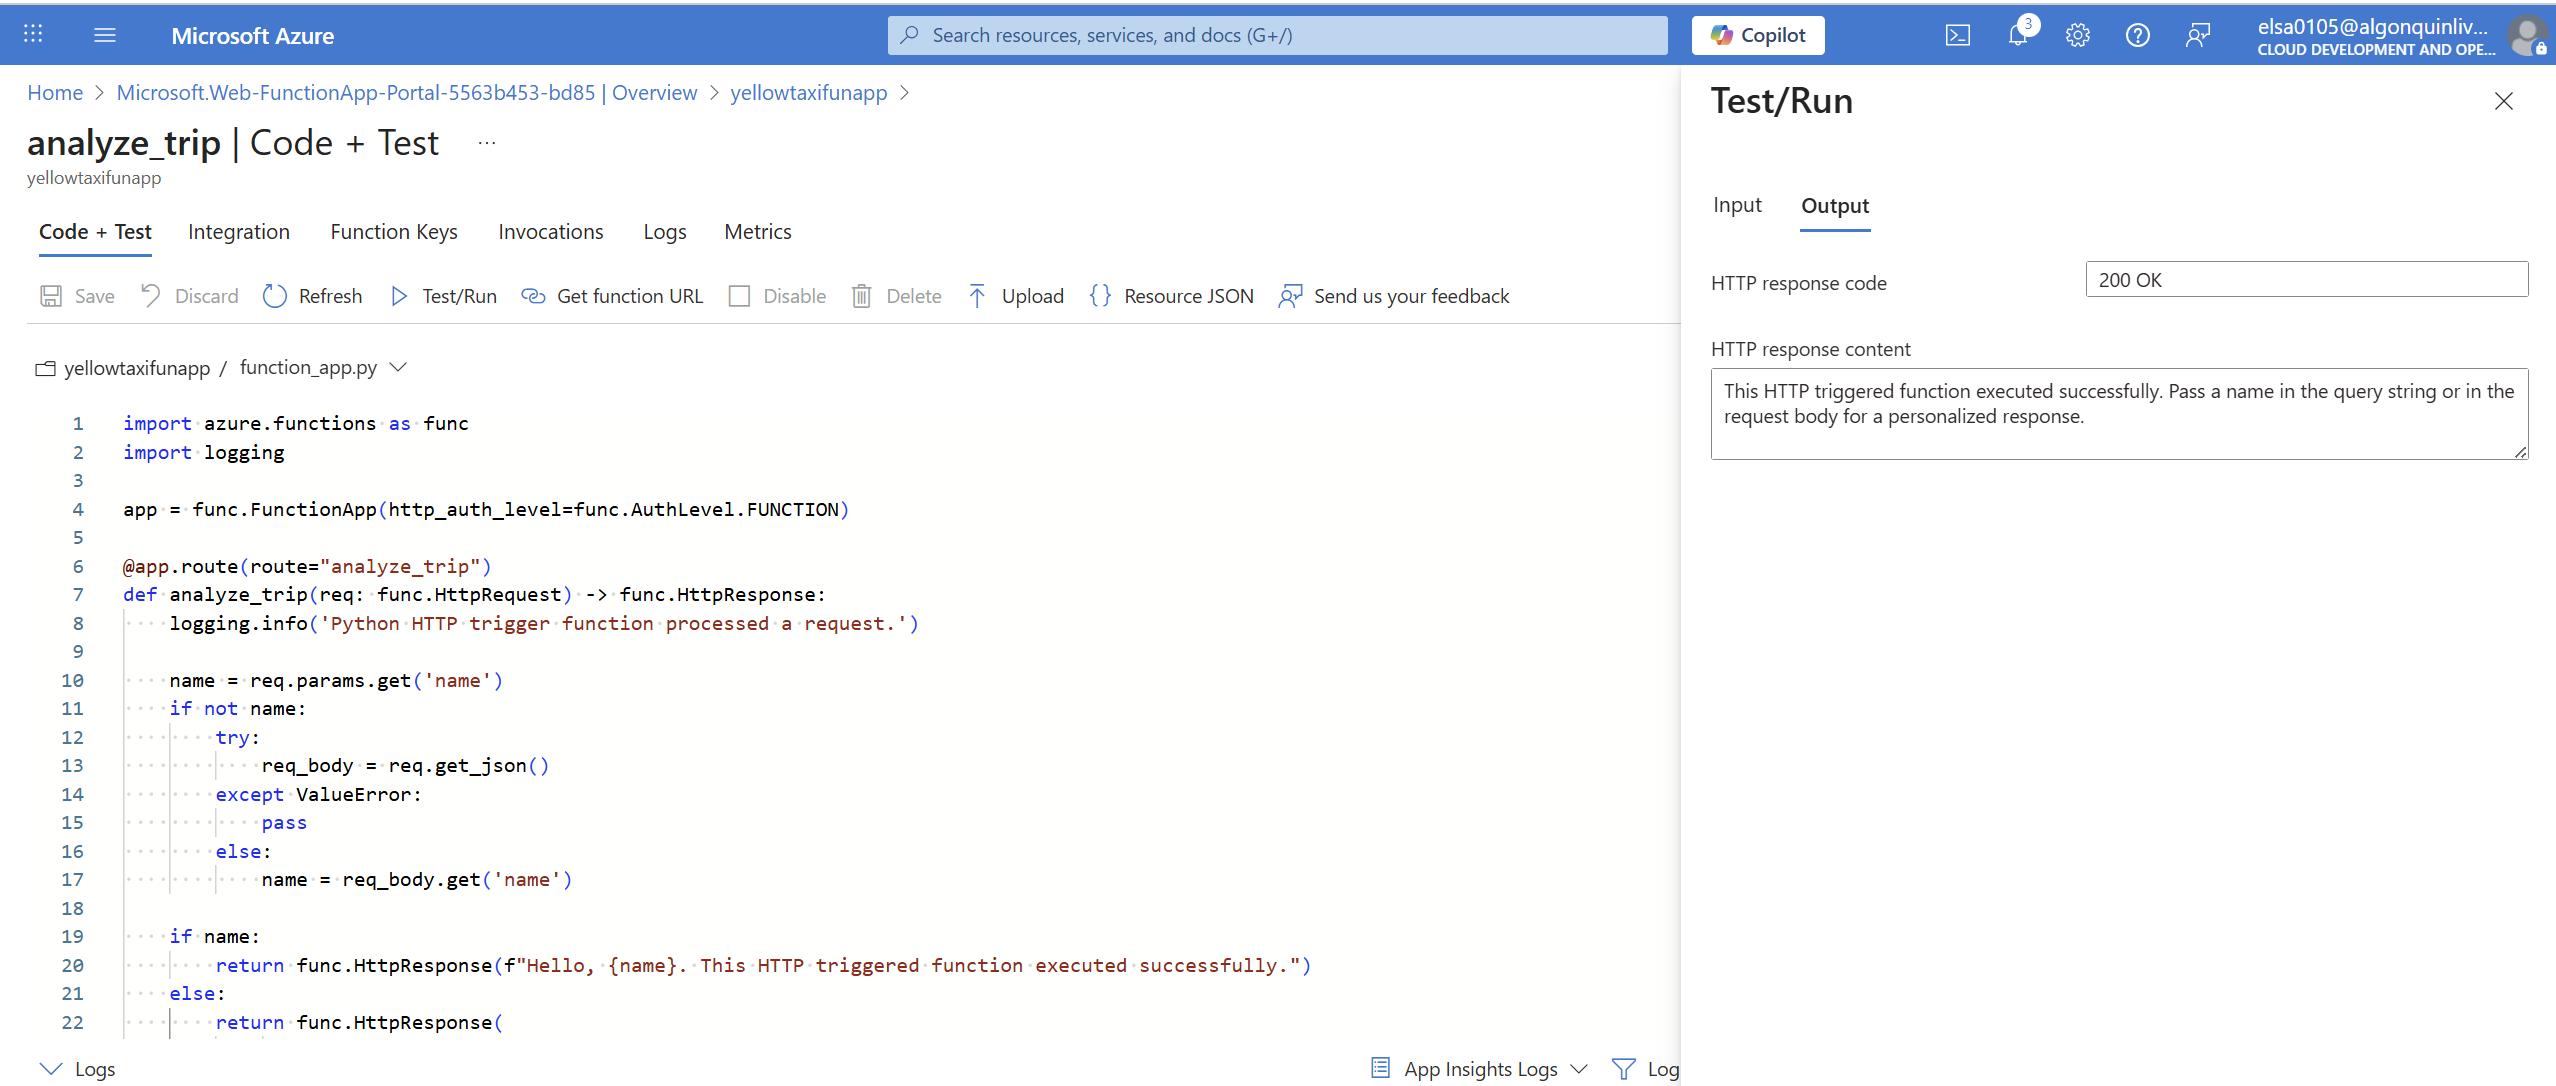 Microsoft Azure
Search resources, services, and docs (G+/)
Copilot
3
elsa0105@algonquinliv...
CLOUD DEVELOPMENT AND OPE...
Home > Microsoft.Web-FunctionApp-Portal-5563b453-bd85 | Overview > yellowtaxifunapp >
analyze_trip | Code + Test ...
yellowtaxifunapp
Code + Test Integration Function Keys Invocations Logs Metrics
Save Discard Refresh Test/Run Get function URL Disable Delete Upload {} Resource JSON Send us your feedback
yellowtaxifunapp / function_app.py
1 import azure.functions as func
2 import logging
3
4 app = func.FunctionApp(http_auth_level=func.AuthLevel.FUNCTION)
5
6 @app.route(route="analyze_trip")
7 def analyze_trip(req: func.HttpRequest) -> func.HttpResponse:
8     logging.info('Python HTTP trigger function processed a request.')
9
10     name = req.params.get('name')
11     if not name:
12         try:
13             req_body = req.get_json()
14         except ValueError:
15             pass
16         else:
17             name = req_body.get('name')
18
19     if name:
20         return func.HttpResponse(f"Hello, {name}. This HTTP triggered function executed successfully.")
21     else:
22         return func.HttpResponse(
Logs
App Insights Logs
Log
Test/Run
Input Output
HTTP response code
200 OK
HTTP response content
This HTTP triggered function executed successfully. Pass a name in the query string or in the
request body for a personalized response.